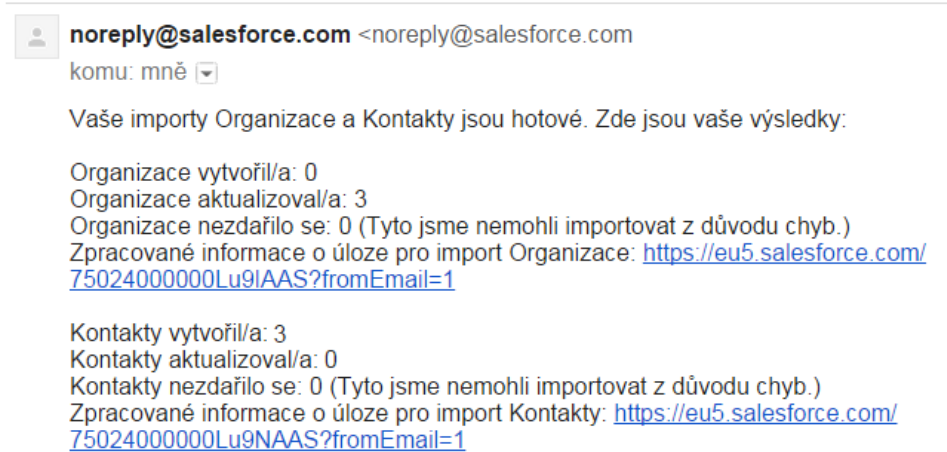 noreply@salesforce.com <noreply@salesforce.com
komu: mně
Vaše importy Organizace a Kontakty jsou hotové. Zde jsou vaše výsledky:
Organizace vytvořil/a: 0
Organizace aktualizoval/a: 3
Organizace nezdařilo se: 0 (Tyto jsme nemohli importovat z důvodu chyb.)
Zpracované informace o úloze pro import Organizace: https://eu5.salesforce.com/
75024000000Lu9IAAS?fromEmail=1
Kontakty vytvořil/a: 3
Kontakty aktualizoval/a: 0
Kontakty nezdařilo se: 0 (Tyto jsme nemohli importovat z důvodu chyb.)
Zpracované informace o úloze pro import Kontakty: https://eu5.salesforce.com/
75024000000Lu9NAAS?fromEmail=1